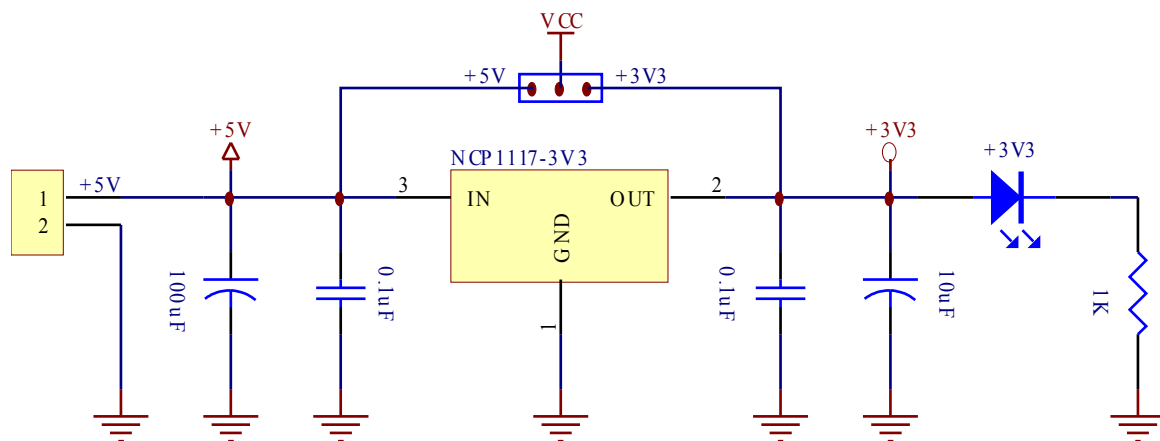 VCC
+5V
+3V3
+5V
+3V3
NCP1117-3V3
+3V3
+5V
1
2
3
IN
OUT
2
GND
1
100uF
0.1uF
0.1uF
10uF
1K